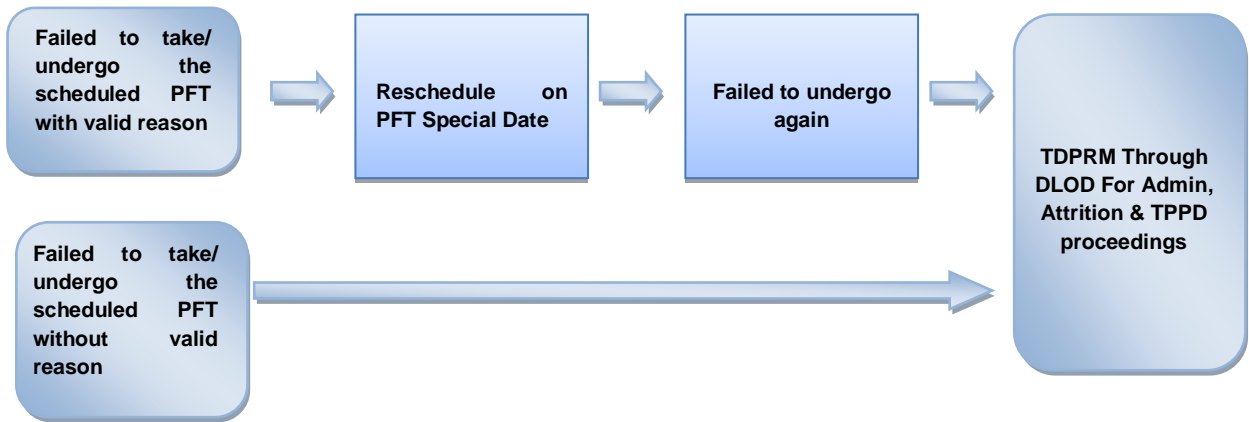 Failed to take/
undergo the
scheduled PFT
with valid reason
Reschedule on
PFT Special Date
Failed to undergo
again
TDPRM Through
DLOD For Admin,
Attrition & TPPD
proceedings
Failed to take/
undergo the
scheduled PFT
without valid
reason